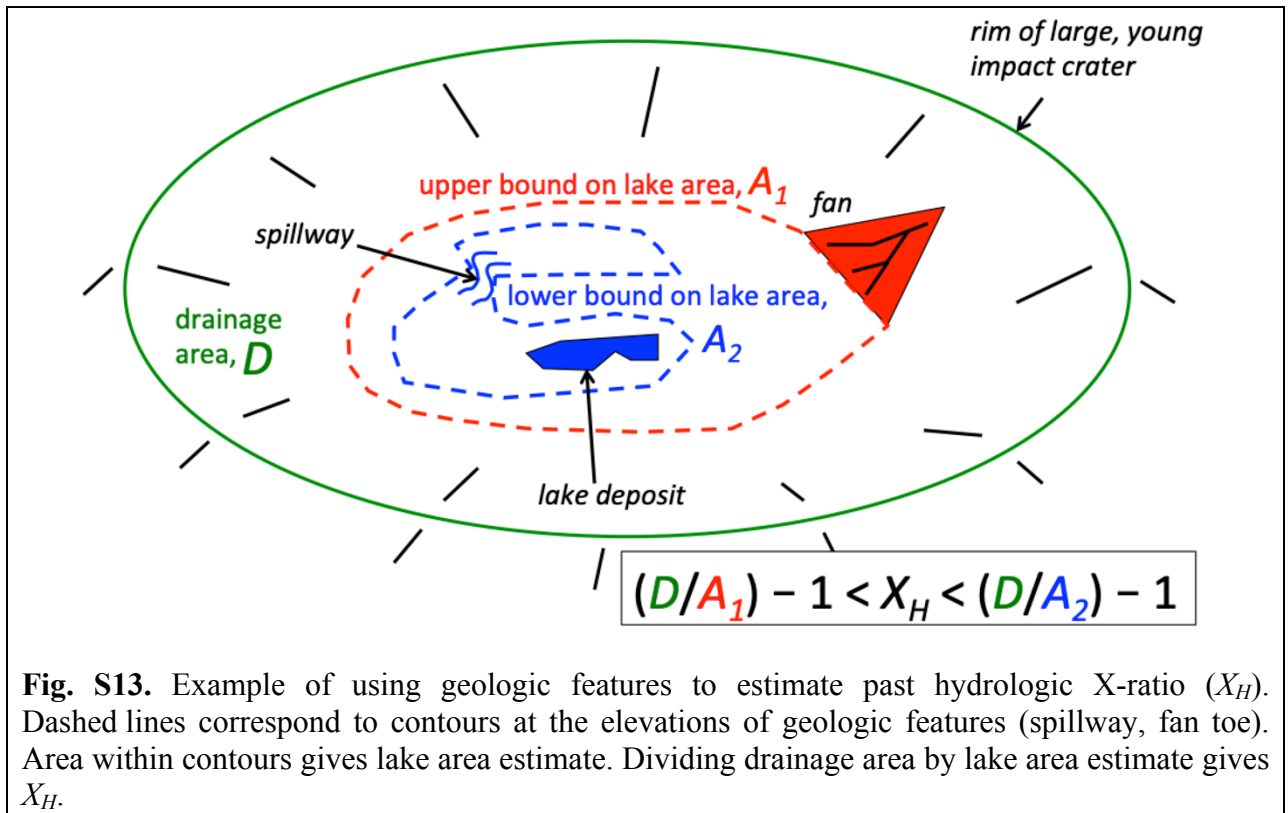 rim of large, young
impact crater
upper bound on lake area, A1
fan
spillway
lower bound on lake area,
A2
drainage
area, D
lake deposit
(D/A1) – 1 < XH < (D/A2) – 1
Fig. S13. Example of using geologic features to estimate past hydrologic X-ratio (XH).
Dashed lines correspond to contours at the elevations of geologic features (spillway, fan toe).
Area within contours gives lake area estimate. Dividing drainage area by lake area estimate gives
XH.